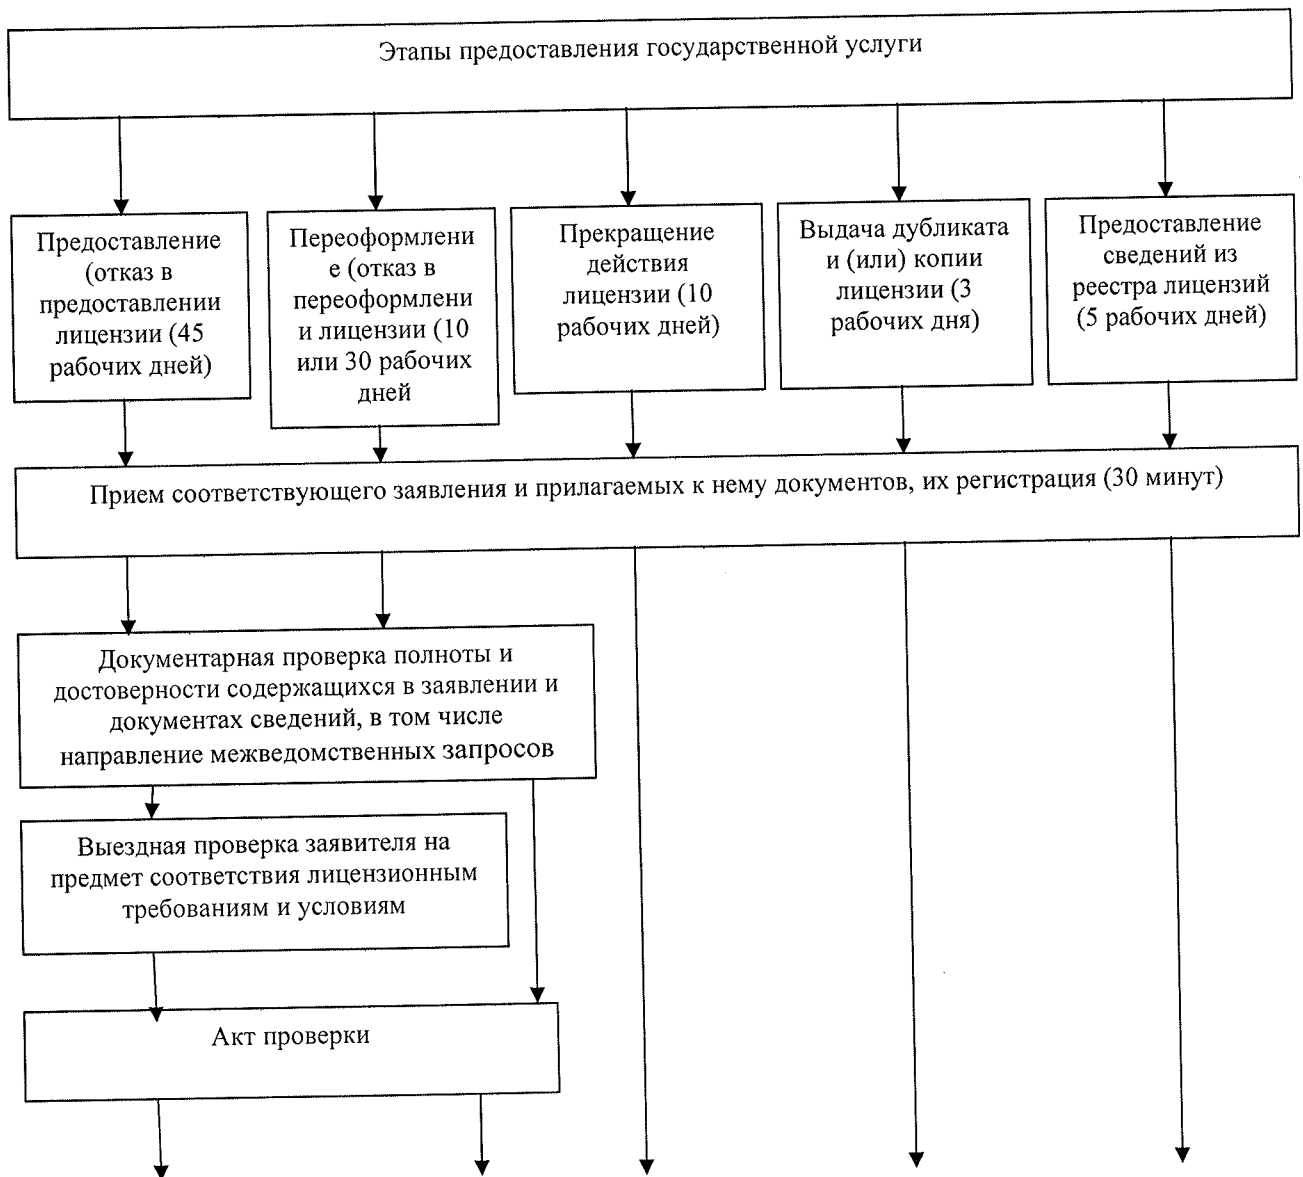 Этапы предоставления государственной услуги
Предоставление
(отказ в
предоставлении
лицензии (45
рабочих дней)
Переоформлени
е (отказ в
переоформлени
и лицензии (10
или 30 рабочих
дней
Прекращение
действия
лицензии (10
рабочих дней)
Выдача дубликата
и (или) копии
лицензии (3
рабочих дня)
Предоставление
сведений из
реестра лицензий
(5 рабочих дней)
Прием соответствующего заявления и прилагаемых к нему документов, их регистрация (30 минут)
Документарная проверка полноты и
достоверности содержащихся в заявлении и
документах сведений, в том числе
направление межведомственных запросов
Выездная проверка заявителя на
предмет соответствия лицензионным
требованиям и условиям
Акт проверки